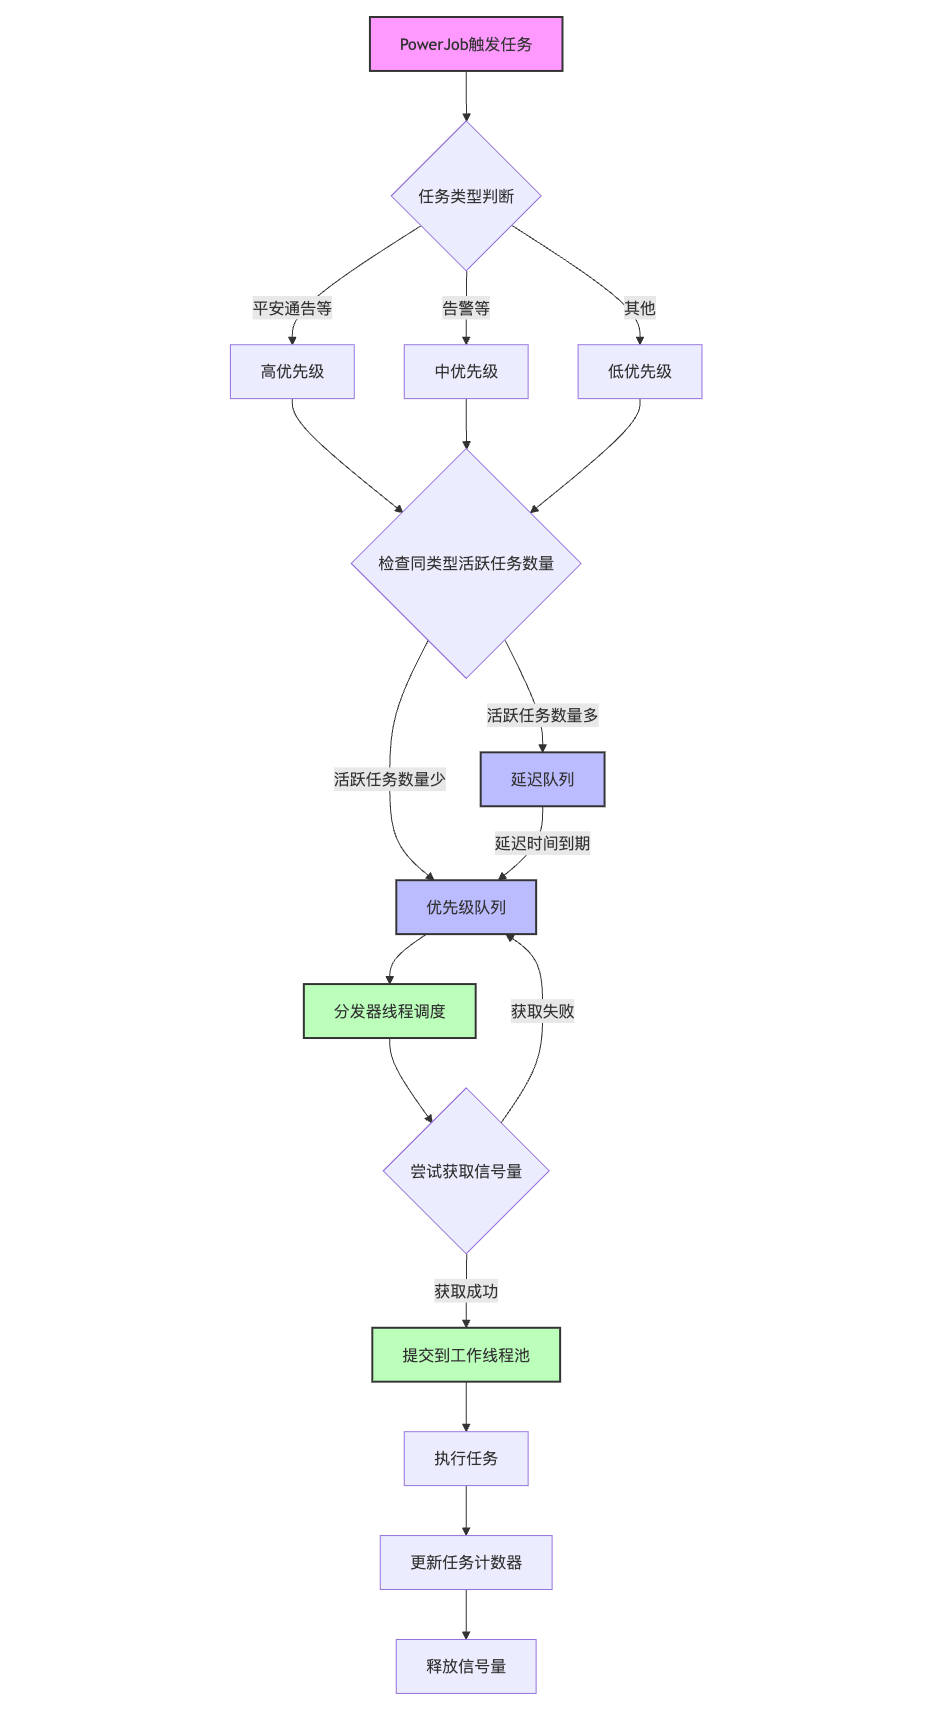 PowerJob触发任务
任务类型判断
平安通告等
告警等
其他
高优先级
中优先级
低优先级
检查同类型活跃任务数量
活跃任务数量多
活跃任务数量少
延迟队列
延迟时间到期
优先级队列
分发器线程调度
获取失败
尝试获取信号量
获取成功
提交到工作线程池
执行任务
更新任务计数器
释放信号量